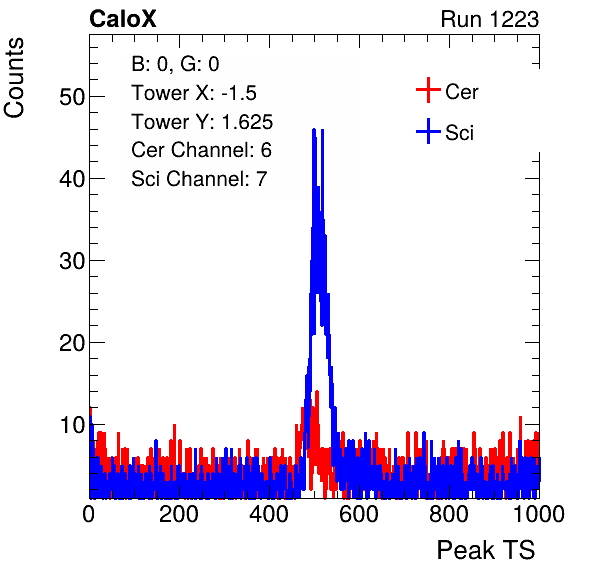 CaloX Run 1223
Counts
B: 0, G: 0
Tower X: -1.5
Tower Y: 1.625
Cer Channel: 6
Sci Channel: 7
Cer
Sci
50
40
30
20
10
0 200 400 600 800 1000
Peak TS